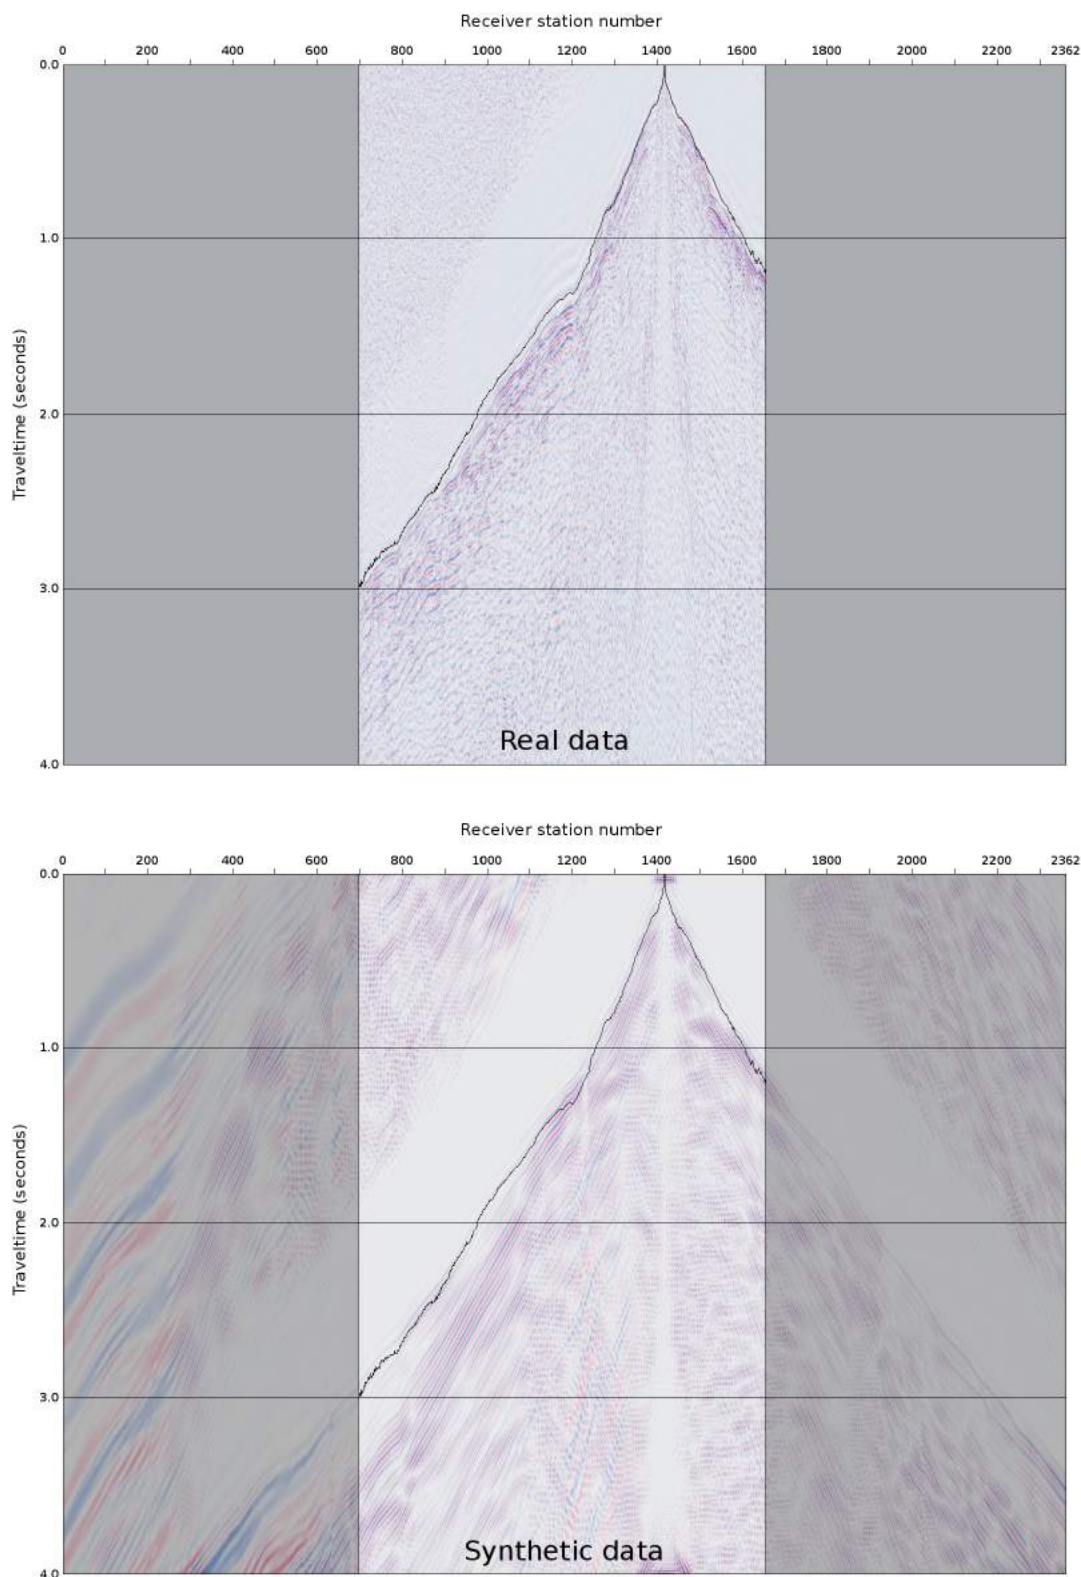 Receiver station number
0 200 400 600 800 1000 1200 1400 1600 1800 2000 2200 2362
0.0
1.0
Traveltime (seconds)
2.0
3.0
Real data
4.0
Receiver station number
0 200 400 600 800 1000 1200 1400 1600 1800 2000 2200 2362
0.0
1.0
Traveltime (seconds)
2.0
3.0
Synthetic data
4.0